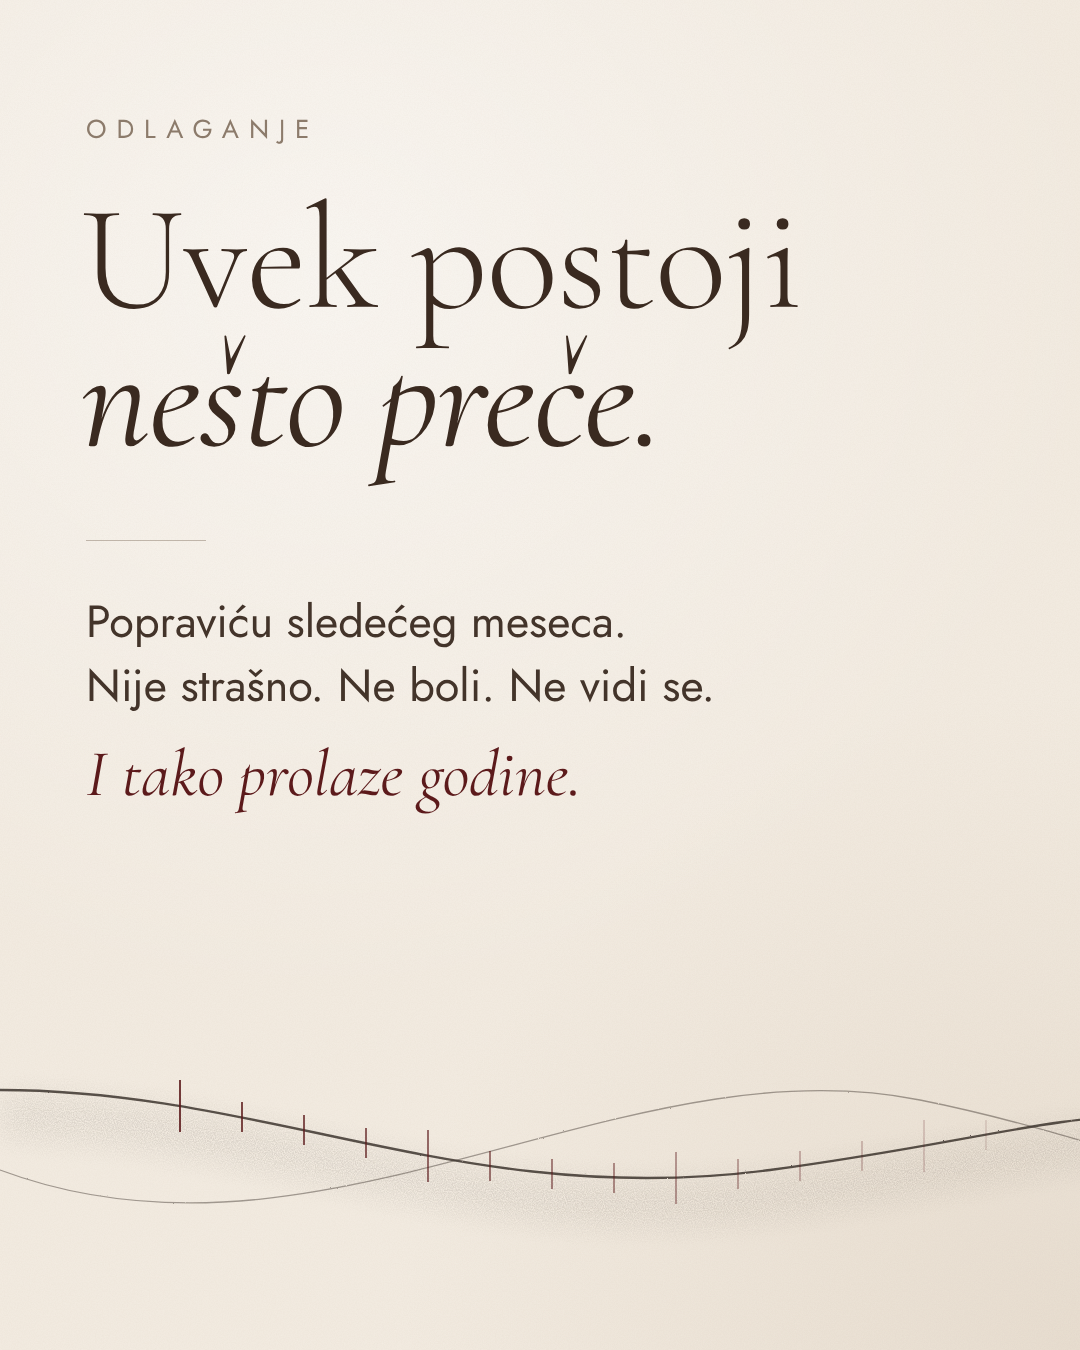 ODLAGANJE
Uvek postoji
nešto preče.
Popraviću sledećeg meseca.
Nije strašno. Ne boli. Ne vidi se.
I tako prolaze godine.